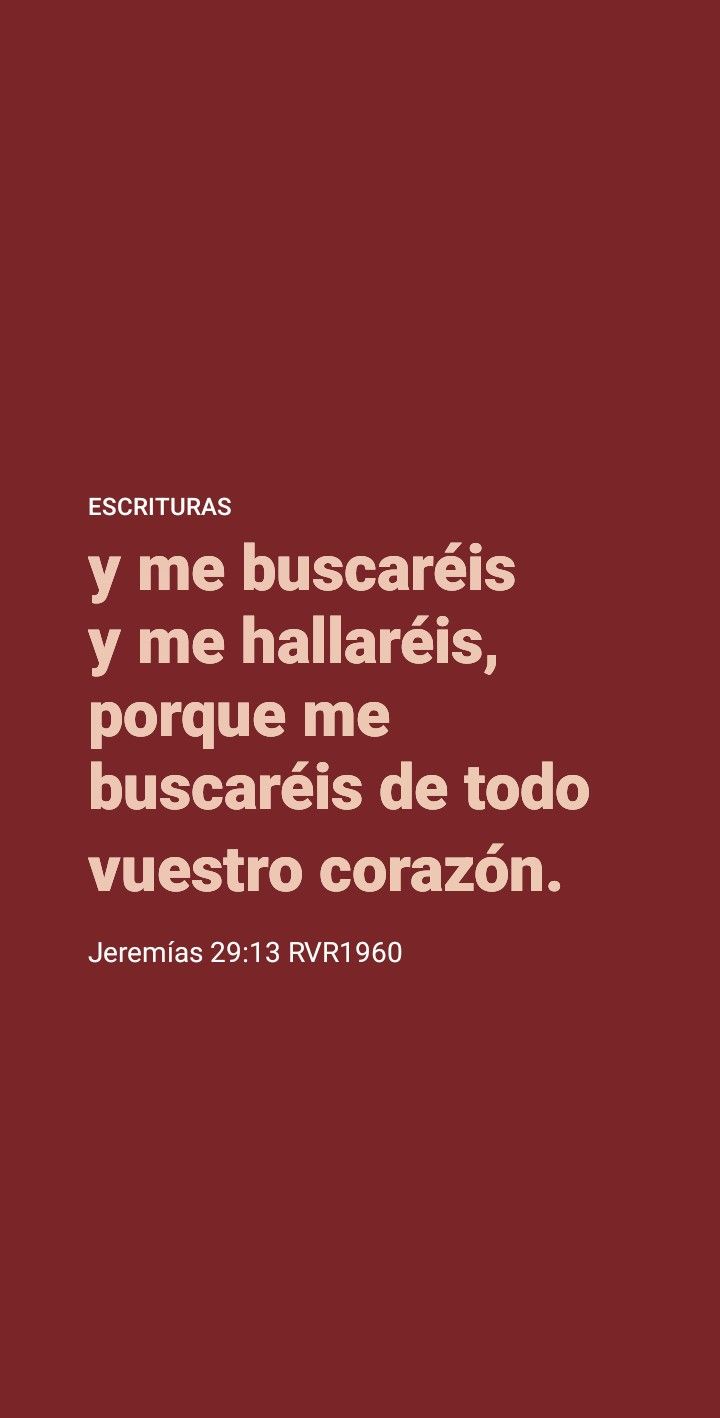 ESCRITURAS
y me buscaréis
y me hallaréis,
porque me
buscaréis de todo
vuestro corazón.
Jeremías 29:13 RVR1960